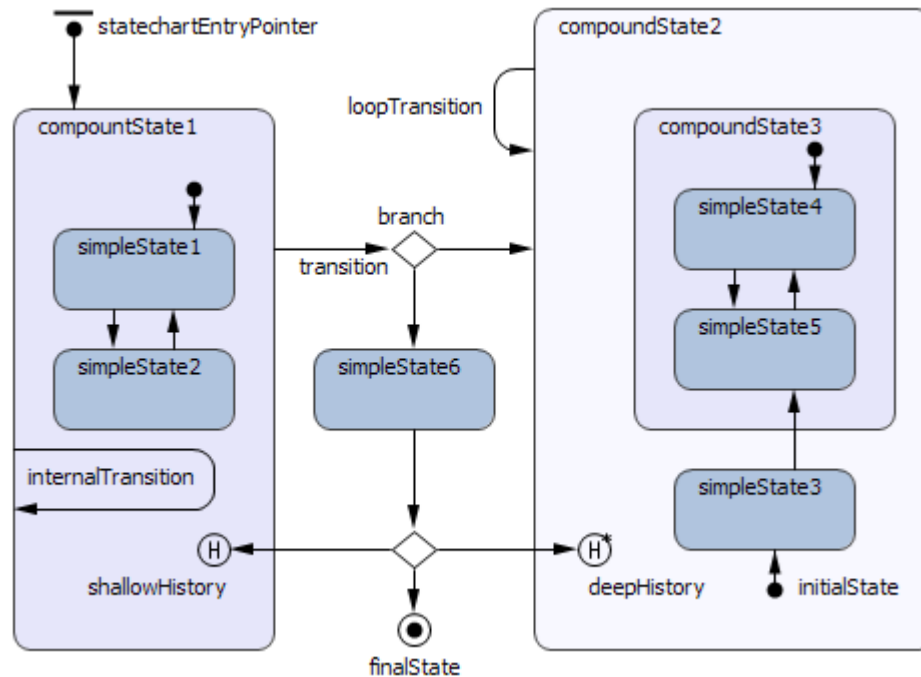 statechartEntryPointer
compoundState2
loopTransition
compountState1
compoundState3
simpleState1
branch
simpleState4
transition
simpleState2
simpleState6
simpleState5
internalTransition
simpleState3
H
H*
shallowHistory
deepHistory
initialState
finalState